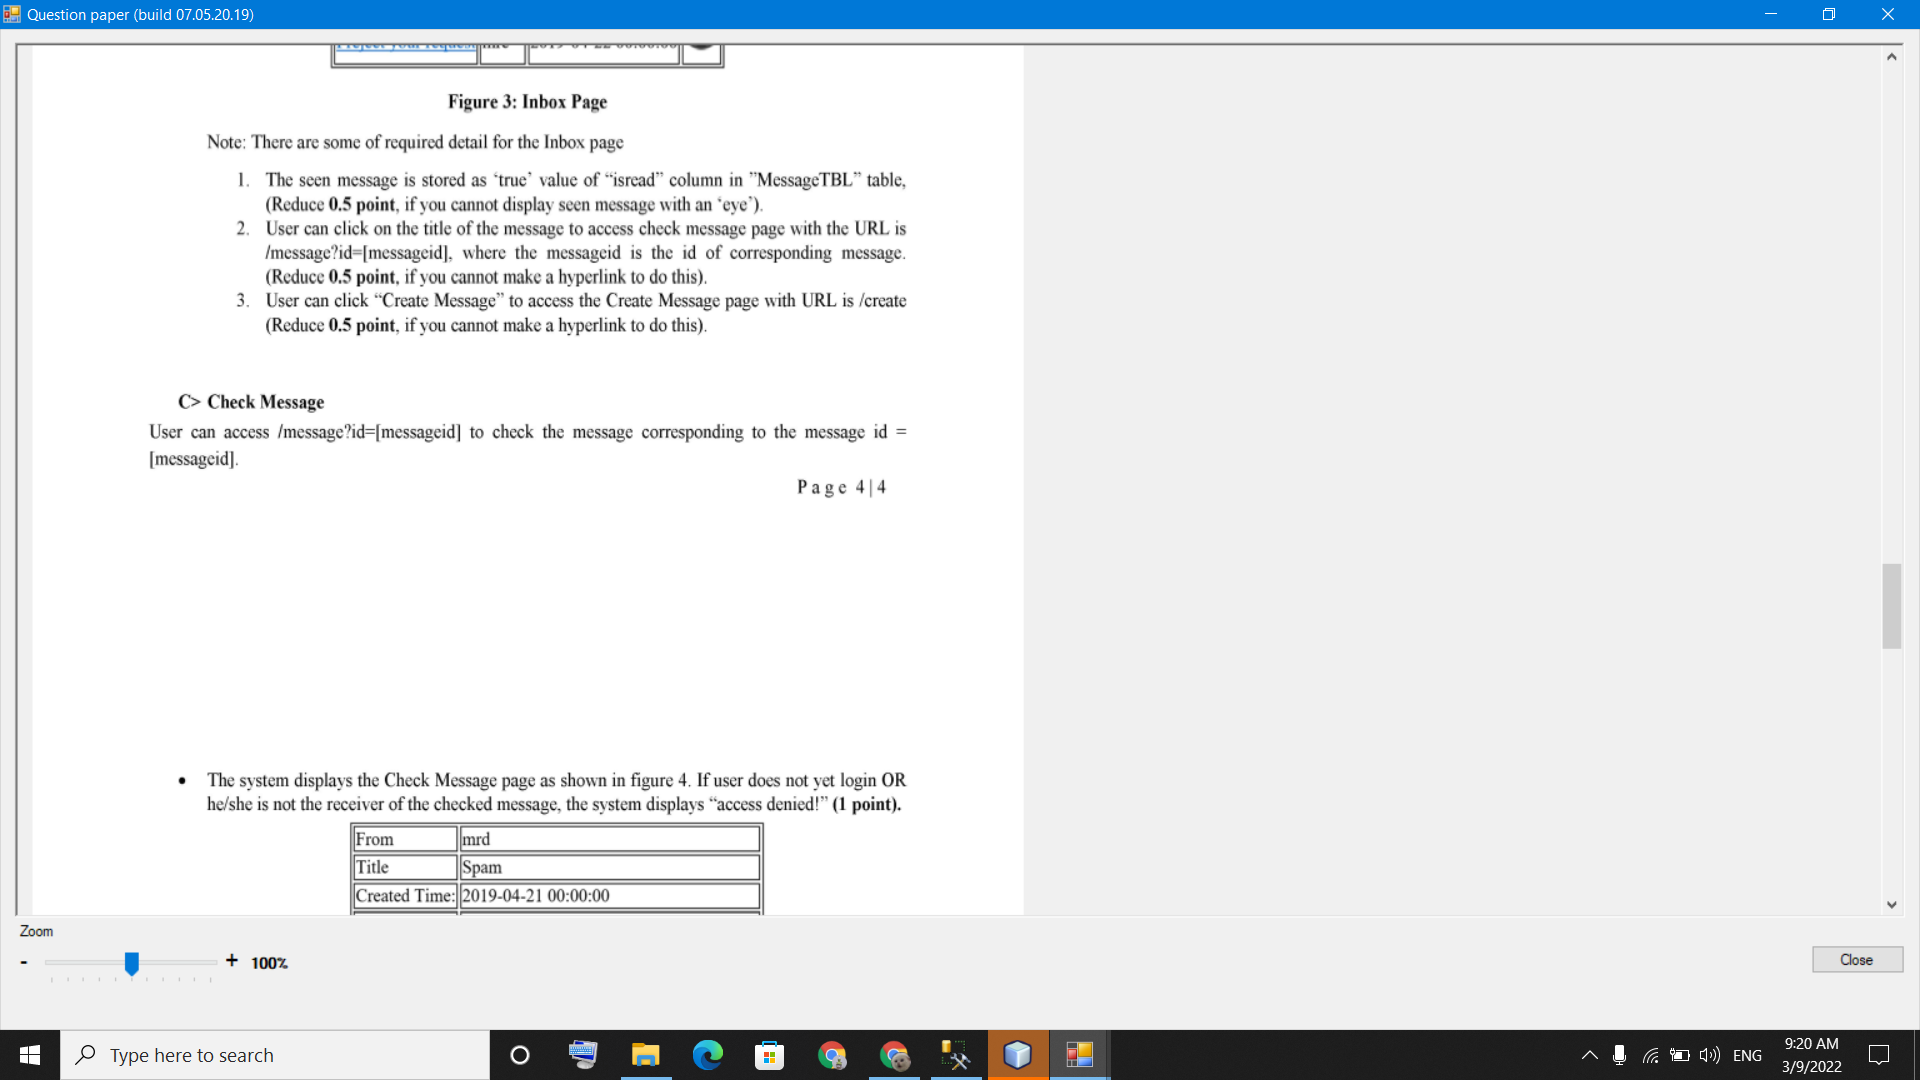 Question paper (build 07.05.20.19)
Figure 3: Inbox Page
Note: There are some of required detail for the Inbox page
1. The seen message is stored as ‘true’ value of “isread” column in ”MessageTBL” table,
(Reduce 0.5 point, if you cannot display seen message with an ‘eye’).
2. User can click on the title of the message to access check message page with the URL is
/message?id=[messageid], where the messageid is the id of corresponding message.
(Reduce 0.5 point, if you cannot make a hyperlink to do this).
3. User can click “Create Message” to access the Create Message page with URL is /create
(Reduce 0.5 point, if you cannot make a hyperlink to do this).
C> Check Message
User can access /message?id=[messageid] to check the message corresponding to the message id =
[messageid].
Page 4|4
• The system displays the Check Message page as shown in figure 4. If user does not yet login OR
he/she is not the receiver of the checked message, the system displays “access denied!” (1 point).
From mrd
Title Spam
Created Time: 2019-04-21 00:00:00
Zoom
- + 100%
Close
Type here to search
ENG
9:20 AM
3/9/2022